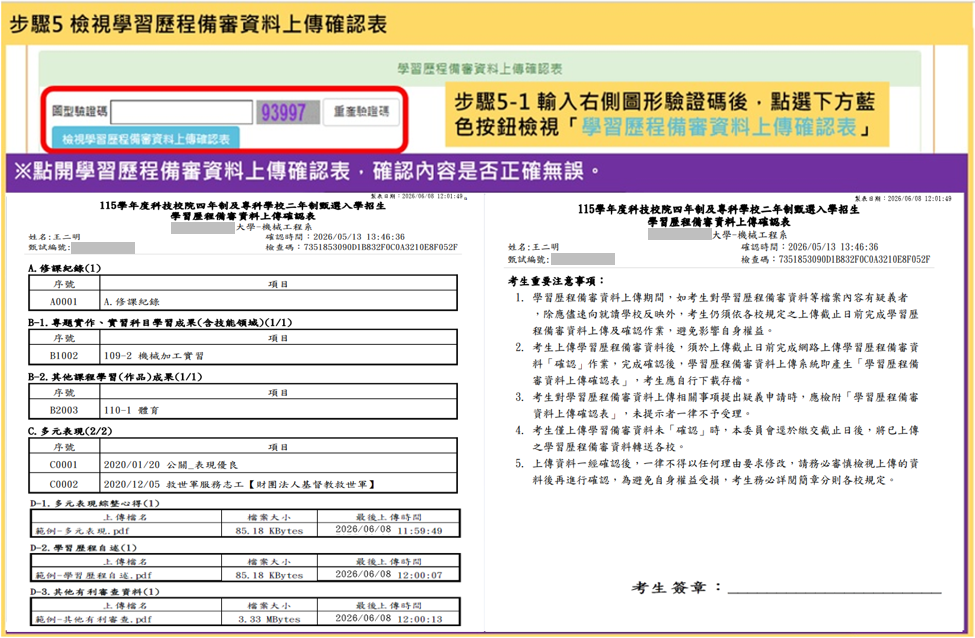 步驟5 檢視學習歷程備審資料上傳確認表
學習歷程備審資料上傳確認表
圖型驗證碼 93997 重產驗證碼
檢視學習歷程備審資料上傳確認表
步驟5-1 輸入右側圖形驗證碼後，點選下方藍
色按鈕檢視「學習歷程備審資料上傳確認表」
※點開學習歷程備審資料上傳確認表，確認內容是否正確無誤。
製表日期：2026/06/08 12:01:49
115學年度科技校院四年制及專科學校二年制甄選入學招生
學習歷程備審資料上傳確認表
大學-機械工程系
姓名:王二明 確認時間：2026/05/13 13:46:36
甄試編號: 檢查碼：7351853090D1B832F0C0A3210E8F052F
A.修課紀錄(1)
序號 項目
A0001 A.修課紀錄
B-1.專題實作、實習科目學習成果(含技能領域)(1/1)
序號 項目
B1002 109-2 機械加工實習
B-2.其他課程學習(作品)成果(1/1)
序號 項目
B2003 110-1 體育
C.多元表現(2/2)
序號 項目
C0001 2020/01/20 公關_表現優良
C0002 2020/12/05 救世軍服務志工【財團法人基督教救世軍】
D-1.多元表現綜整心得(1)
上傳檔名 檔案大小 最後上傳時間
範例-多元表現.pdf 85.18 KBytes 2026/06/08 11:59:49
D-2.學習歷程自述(1)
上傳檔名 檔案大小 最後上傳時間
範例-學習歷程自述.pdf 85.18 KBytes 2026/06/08 12:00:07
D-3.其他有利審查資料(1)
上傳檔名 檔案大小 最後上傳時間
範例-其他有利審查.pdf 3.33 MBytes 2026/06/08 12:00:13
製表日期：2026/06/08 12:01:49
115學年度科技校院四年制及專科學校二年制甄選入學招生
學習歷程備審資料上傳確認表
大學-機械工程系
姓名:王二明 確認時間：2026/05/13 13:46:36
甄試編號: 檢查碼：7351853090D1B832F0C0A3210E8F052F
考生重要注意事項：
1. 學習歷程備審資料上傳期間，如考生對學習歷程備審資料等檔案內容有疑義者
，除應儘速向就讀學校反映外，考生仍須依各校規定之上傳截止日前完成學習歷
程備審資料上傳及確認作業，避免影響自身權益。
2. 考生上傳學習歷程備審資料後，須於上傳截止日前完成網路上傳學習歷程備審資
料「確認」作業，完成確認後，學習歷程備審資料上傳系統即產生「學習歷程備
審資料上傳確認表」，考生應自行下載存檔。
3. 考生對學習歷程備審資料上傳相關事項提出疑義申請時，應檢附「學習歷程備審
資料上傳確認表」，未提示者一律不予受理。
4. 考生僅上傳學習備審資料未「確認」時，本委員會逕於繳交截止日後，將已上傳
之學習歷程備審資料轉送各校。
5. 上傳資料一經確認後，一律不得以任何理由要求修改，請務必審慎檢視上傳的資
料後再進行確認，為避免自身權益受損，考生務必詳閱簡章分則各校規定。
考生簽章：